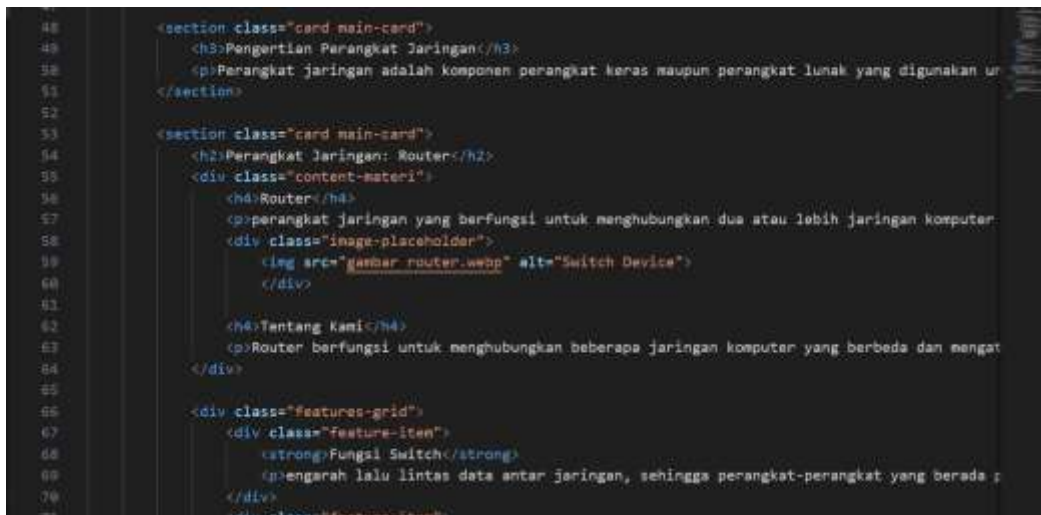 48 <section class="card main-card">
49 <h3>Pengertian Perangkat Jaringan</h3>
50 <p>Perangkat jaringan adalah komponen perangkat keras maupun perangkat lunak yang digunakan un
51 </section>
52
53 <section class="card main-card">
54 <h2>Perangkat Jaringan: Router</h2>
55 <div class="content-materi">
56 <h4>Router</h4>
57 <p>perangkat jaringan yang berfungsi untuk menghubungkan dua atau lebih jaringan komputer
58 <div class="image-placeholder">
59 <img src="gambar router.webp" alt="Switch Device">
60 </div>
61
62 <h4>Tentang Kami</h4>
63 <p>Router berfungsi untuk menghubungkan beberapa jaringan komputer yang berbeda dan mengat
64 </div>
65
66 <div class="features-grid">
67 <div class="feature-item">
68 <strong>Fungsi Switch</strong>
69 <p>engarah lalu lintas data antar jaringan, sehingga perangkat-perangkat yang berada p
70 </div>